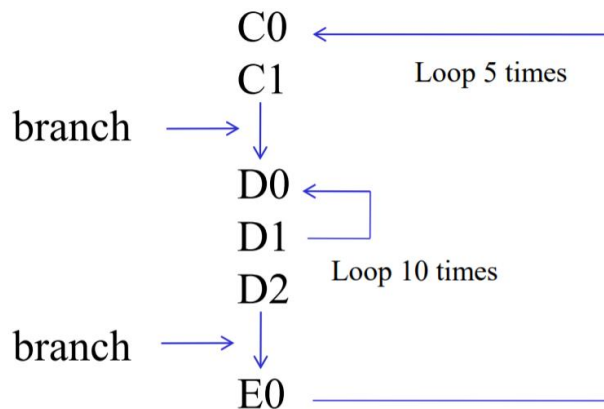 C0
Loop 5 times
C1
branch
D0
D1
Loop 10 times
D2
branch
E0